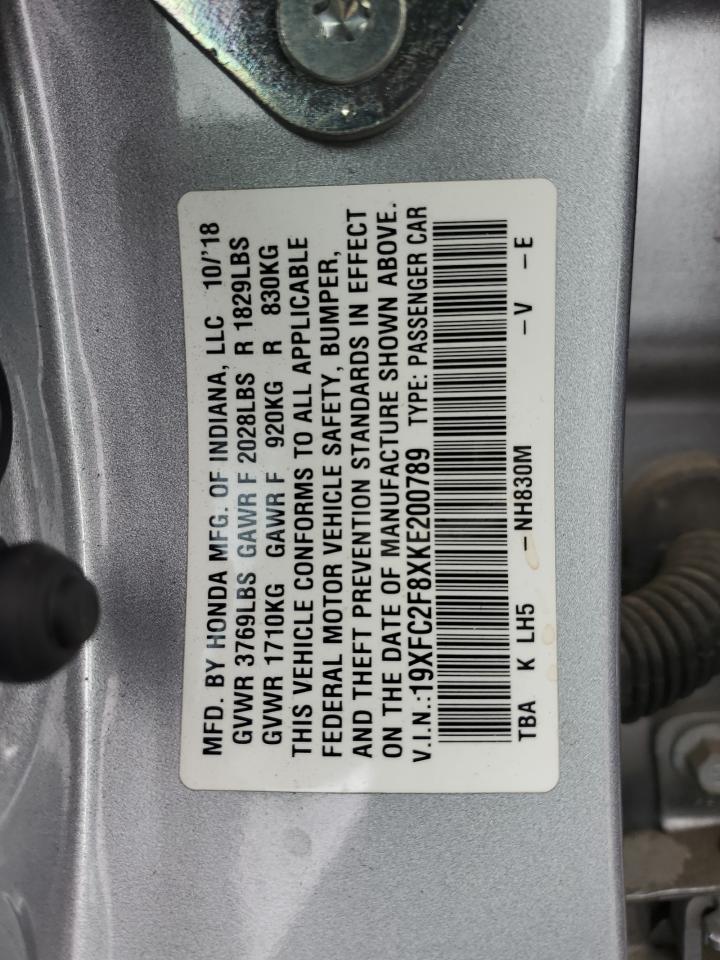 MFD. BY HONDA MFG. OF INDIANA, LLC 10/'18
GVWR 3769LBS GAWR F 2028LBS R 1829LBS
GVWR 1710KG GAWR F 920KG R 830KG
THIS VEHICLE CONFORMS TO ALL APPLICABLE
FEDERAL MOTOR VEHICLE SAFETY, BUMPER,
AND THEFT PREVENTION STANDARDS IN EFFECT
ON THE DATE OF MANUFACTURE SHOWN ABOVE.
V.I.N.:19XFC2F8XKE200789 TYPE: PASSENGER CAR
TBA K LH5 -NH830M -V -E